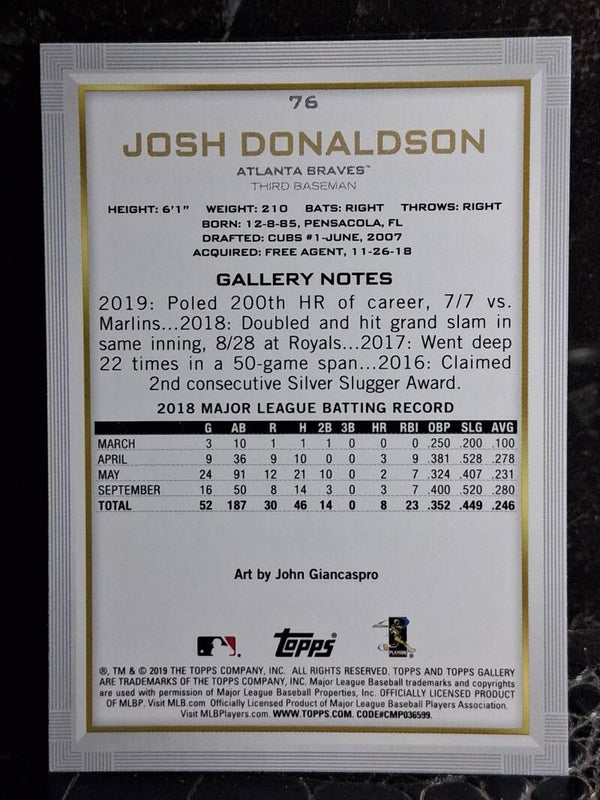 76
JOSH DONALDSON
ATLANTA BRAVES™
THIRD BASEMAN
HEIGHT: 6'1" WEIGHT: 210 BATS: RIGHT THROWS: RIGHT
BORN: 12-8-85, PENSACOLA, FL
DRAFTED: CUBS #1-JUNE, 2007
ACQUIRED: FREE AGENT, 11-26-18
GALLERY NOTES
2019: Poled 200th HR of career, 7/7 vs.
Marlins...2018: Doubled and hit grand slam in
same inning, 8/28 at Royals...2017: Went deep
22 times in a 50-game span...2016: Claimed
2nd consecutive Silver Slugger Award.
2018 MAJOR LEAGUE BATTING RECORD
G AB R H 2B 3B HR RBI OBP SLG AVG
MARCH 3 10 1 1 1 0 0 0 .250 .200 .100
APRIL 9 36 9 10 0 0 3 9 .381 .528 .278
MAY 24 91 12 21 10 0 2 7 .324 .407 .231
SEPTEMBER 16 50 8 14 3 0 3 7 .400 .520 .280
TOTAL 52 187 30 46 14 0 8 23 .352 .449 .246
Art by John Giancaspro
topps®
PLAYERS
®, TM & © 2019 THE TOPPS COMPANY, INC. ALL RIGHTS RESERVED. TOPPS AND TOPPS GALLERY
ARE TRADEMARKS OF THE TOPPS COMPANY, INC. Major League Baseball trademarks and copyrights
are used with permission of Major League Baseball Properties, Inc. OFFICIALLY LICENSED PRODUCT
OF MLBP. Visit MLB.com Officially Licensed Product of Major League Baseball Players Association.
Visit MLBPlayers.com. WWW.TOPPS.COM. CODE#CMP036599.